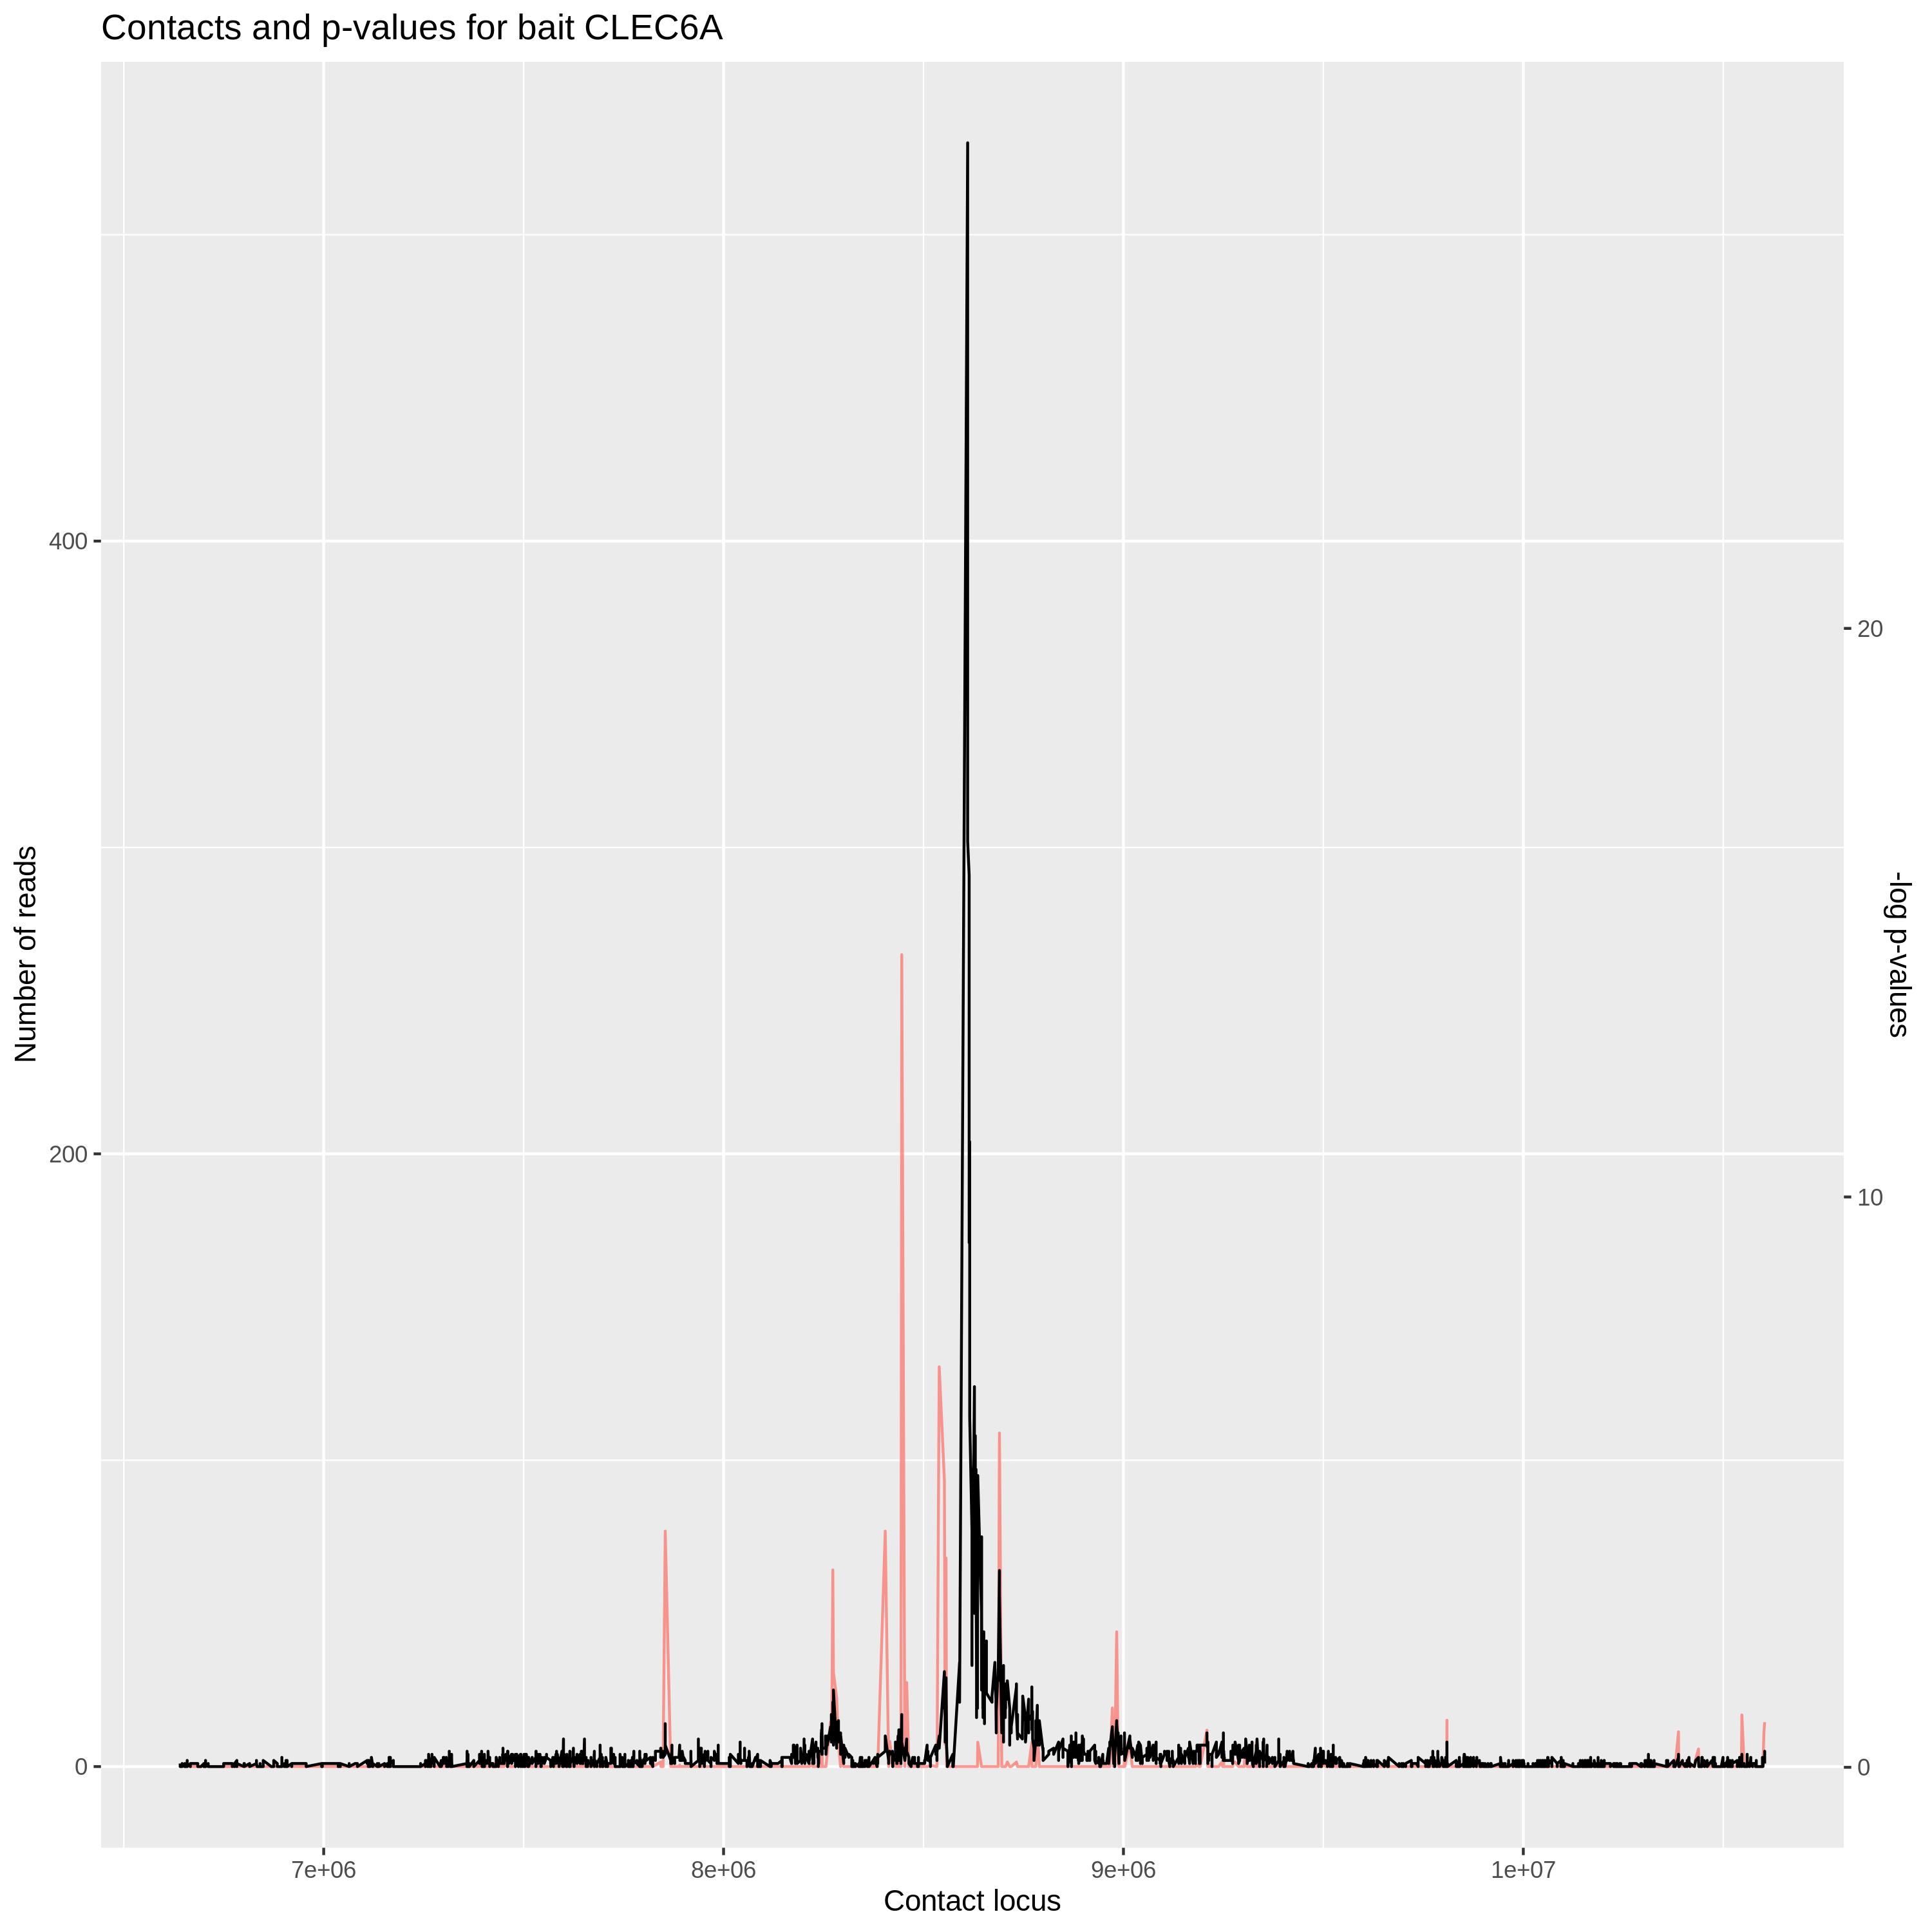 Contacts and p-values for bait CLEC6A
Number of reads
400
200
0
20
10
0
-log p-values
7e+06
8e+06
9e+06
1e+07
Contact locus